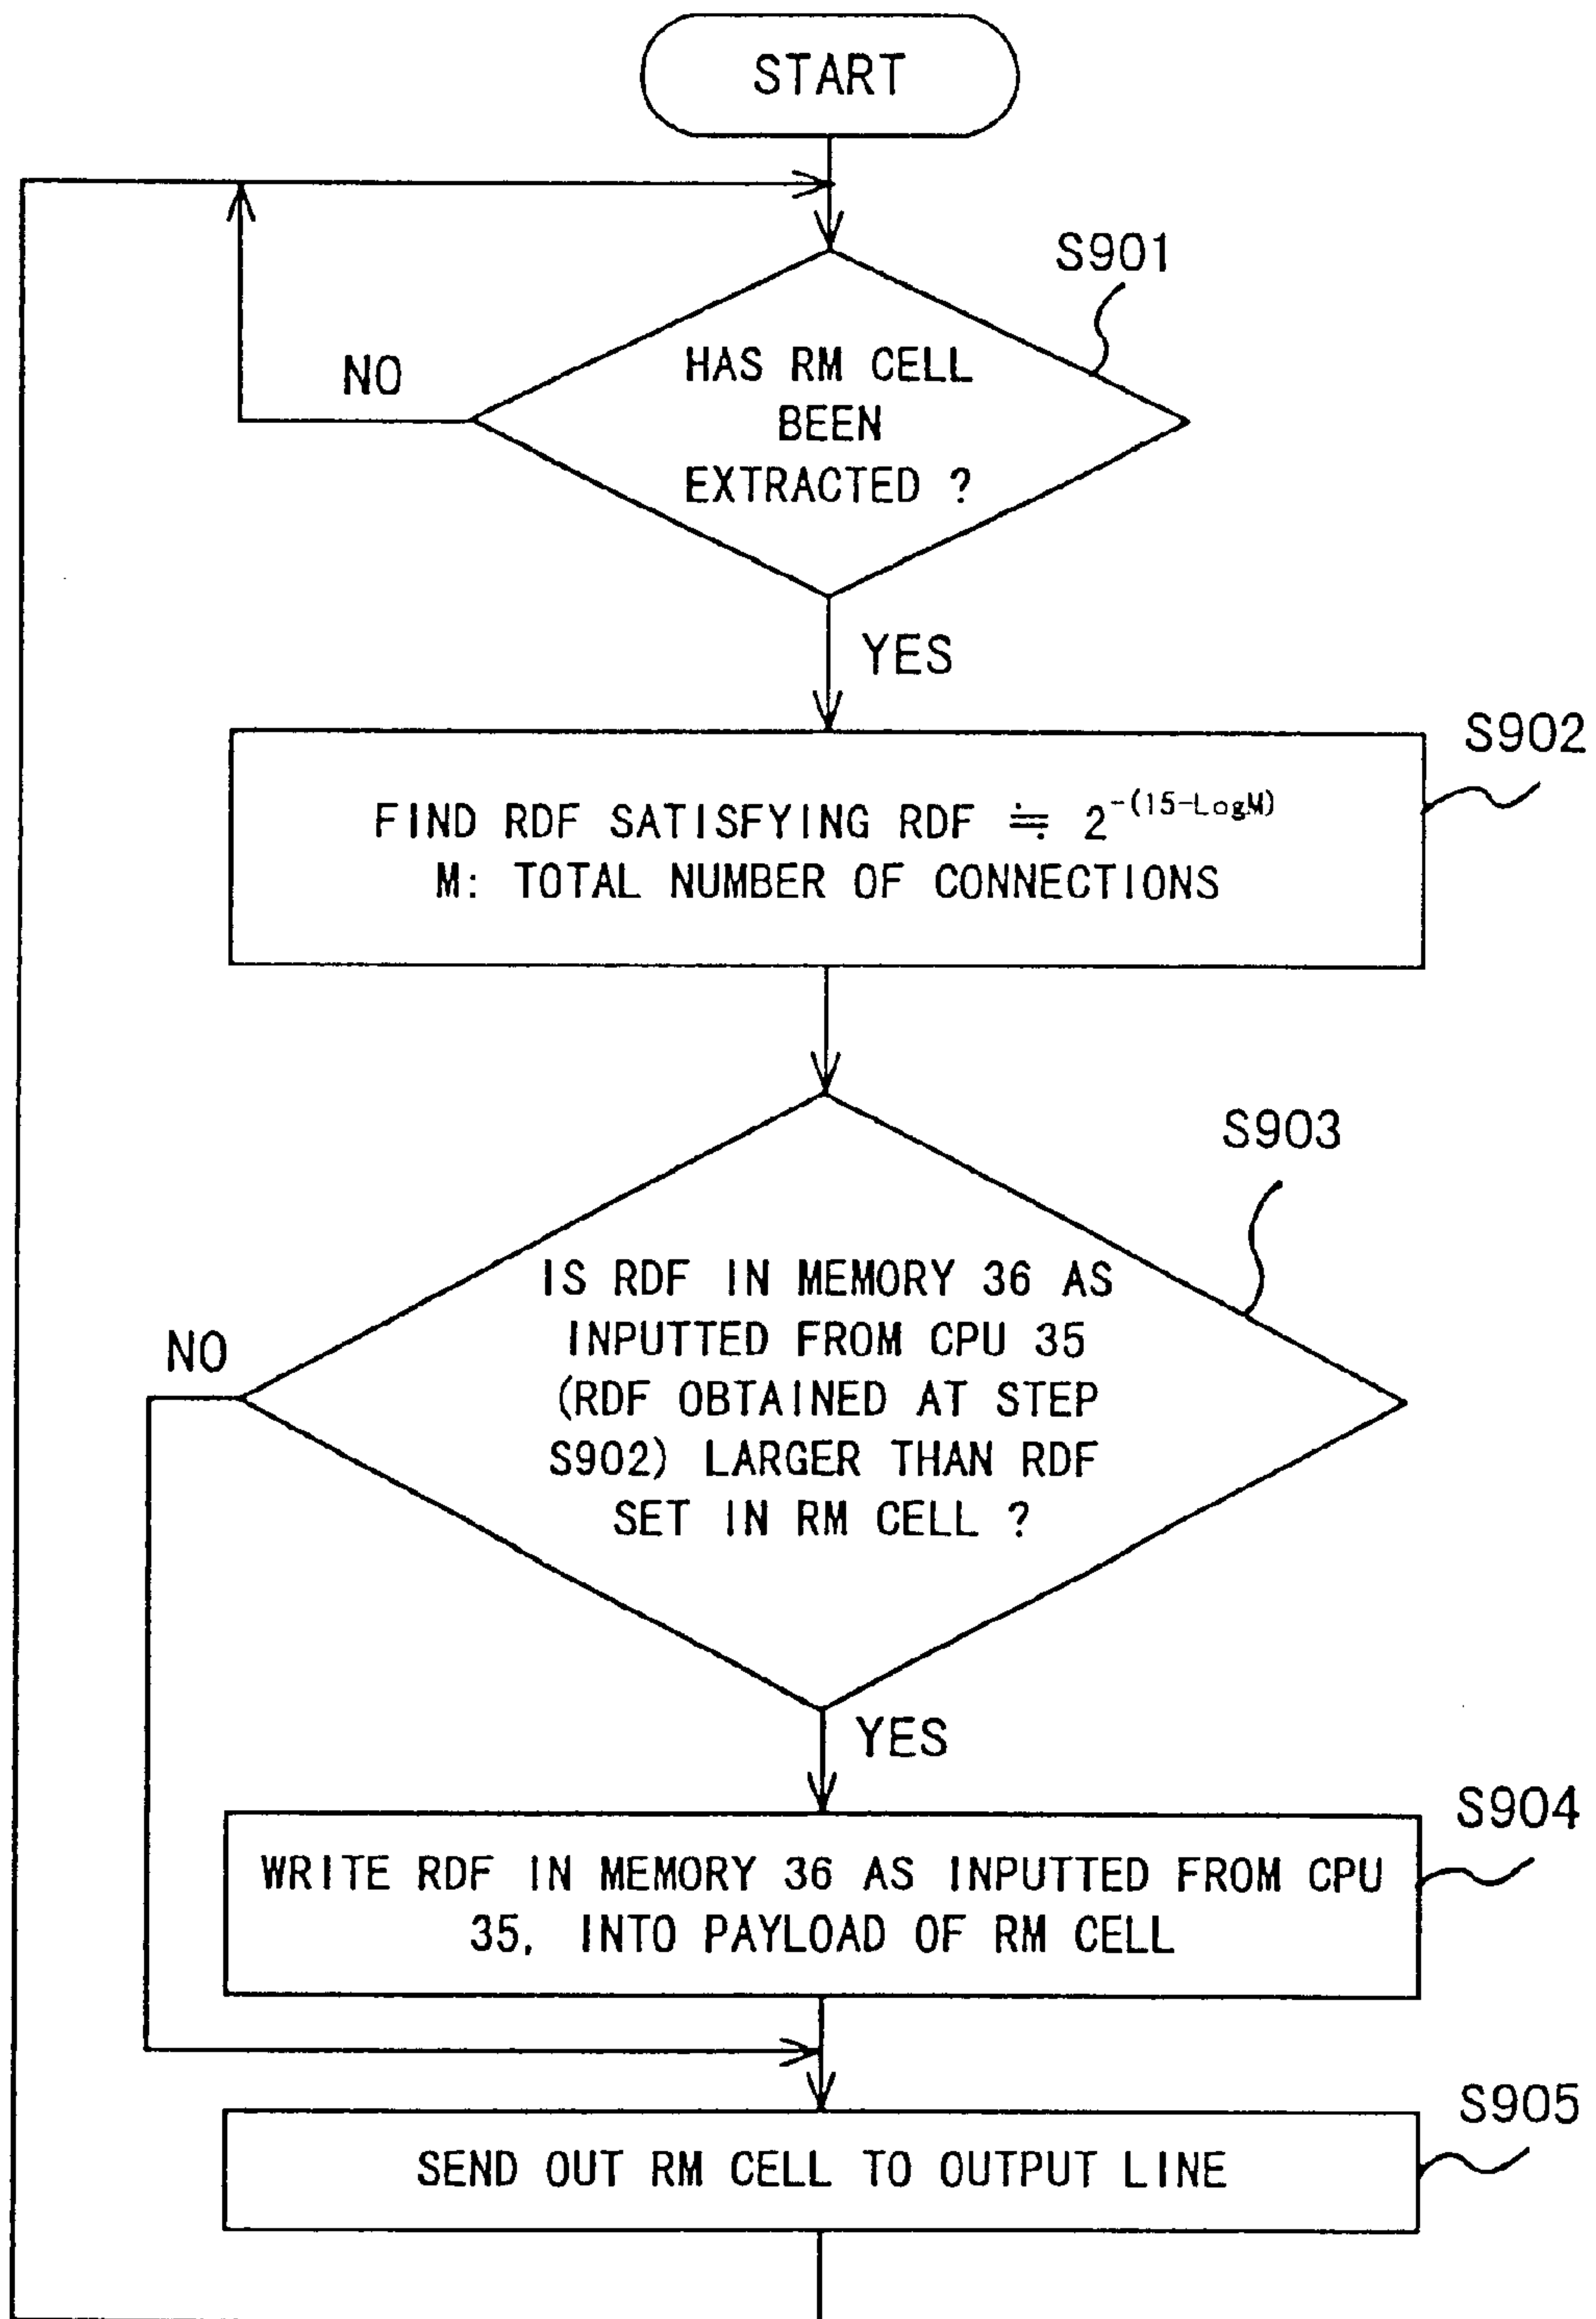 START
S901
HAS RM CELL
BEEN
EXTRACTED ?
NO
YES
S902
FIND RDF SATISFYING RDF ≒ 2^-(15-LogM)
M: TOTAL NUMBER OF CONNECTIONS
S903
IS RDF IN MEMORY 36 AS
INPUTTED FROM CPU 35
(RDF OBTAINED AT STEP
S902) LARGER THAN RDF
SET IN RM CELL ?
NO
YES
S904
WRITE RDF IN MEMORY 36 AS INPUTTED FROM CPU
35, INTO PAYLOAD OF RM CELL
S905
SEND OUT RM CELL TO OUTPUT LINE